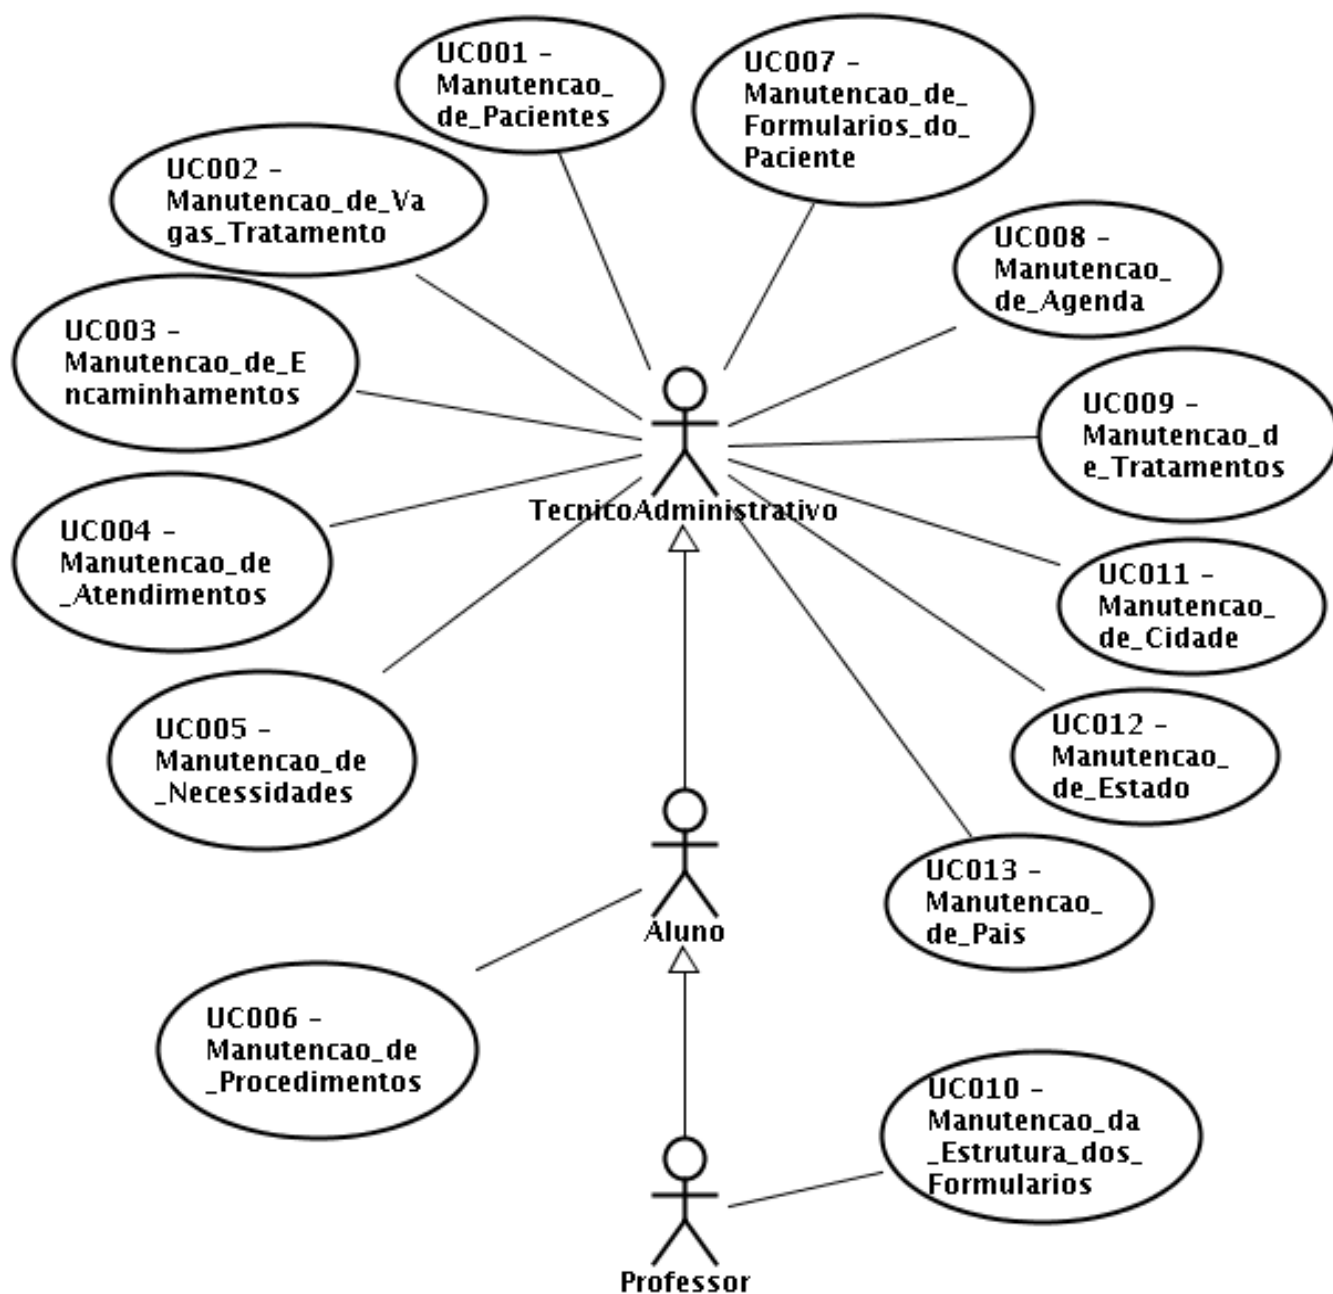 UC001 -
Manutencao_
de_Pacientes
UC007 -
Manutencao_de_
Formularios_do_
Paciente
UC002 -
Manutencao_de_Va
gas_Tratamento
UC008 -
Manutencao_
de_Agenda
UC003 -
Manutencao_de_E
ncaminhamentos
UC009 -
Manutencao_d
e_Tratamentos
TecnicoAdministrativo
UC004 -
Manutencao_de
_Atendimentos
UC011 -
Manutencao_
de_Cidade
UC005 -
Manutencao_de
_Necessidades
UC012 -
Manutencao_
de_Estado
UC013 -
Manutencao_
de_Pais
Aluno
UC006 -
Manutencao_de
_Procedimentos
UC010 -
Manutencao_da
_Estrutura_dos_
Formularios
Professor